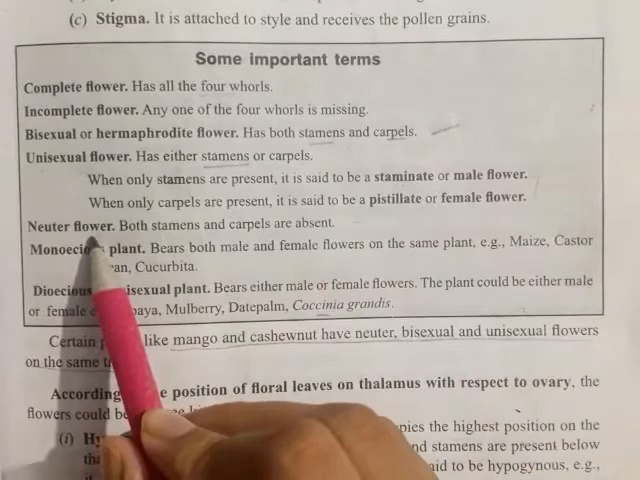 (c) Stigma. It is attached to style and receives the pollen grains.
Some important terms
Complete flower. Has all the four whorls.
Incomplete flower. Any one of the four whorls is missing.
Bisexual or hermaphrodite flower. Has both stamens and carpels.
Unisexual flower. Has either stamens or carpels.
When only stamens are present, it is said to be a staminate or male flower.
When only carpels are present, it is said to be a pistillate or female flower.
Neuter flower. Both stamens and carpels are absent.
plant. Bears both male and female flowers on the same plant, e.g., Maize, Castor
Cucurbita.
Dioecious plant. Bears either male or female flowers. The plant could be either male
or female Mulberry, Datepalm, Coccinia grandis.
Certain like mango and cashewnut have neuter, bisexual and unisexual flowers
on the same
According position of floral leaves on thalamus with respect to ovary, the
flowers could be
(i) the highest position on the
stamens are present below
said to be hypogynous, e.g.,